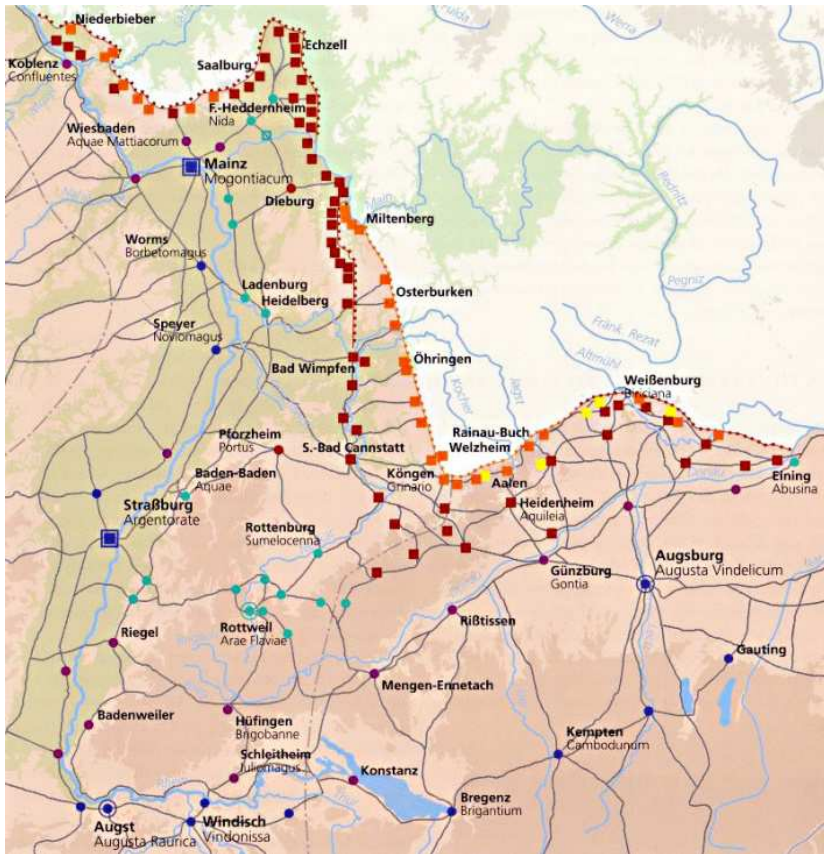 Niederbieber
Fulda
Werra
Echzell
Koblenz
Confluentes
Saalburg
F.-Heddernheim
Nida
Wiesbaden
Aquae Mattiacorum
Mainz
Mogontiacum
Dieburg
Main
Rednitz
Miltenberg
Worms
Borbetomagus
Pegniz
Ladenburg
Heidelberg
Osterburken
Speyer
Noviomagus
Fränk. Rezat
Altmühl
Öhringen
Bad Wimpfen
Kocher
Jagst
Weißenburg
Biriciana
Rainau-Buch
Welzheim
Pforzheim
Portus
S.-Bad Cannstatt
Baden-Baden
Aquae
Köngen
Grinario
Aalen
Eining
Abusina
Heidenheim
Aquileia
Straßburg
Argentorate
Rottenburg
Sumelocenna
Günzburg
Gontia
Augsburg
Augusta Vindelicum
Rottweil
Arae Flaviae
Rißtissen
Riegel
Gauting
Mengen-Ennetach
Badenweiler
Hüfingen
Brigobanne
Kempten
Cambodunum
Schleitheim
Juliomagus
Konstanz
Rhein
Thur
Bregenz
Brigantium
Augst
Augusta Raurica
Windisch
Vindonissa